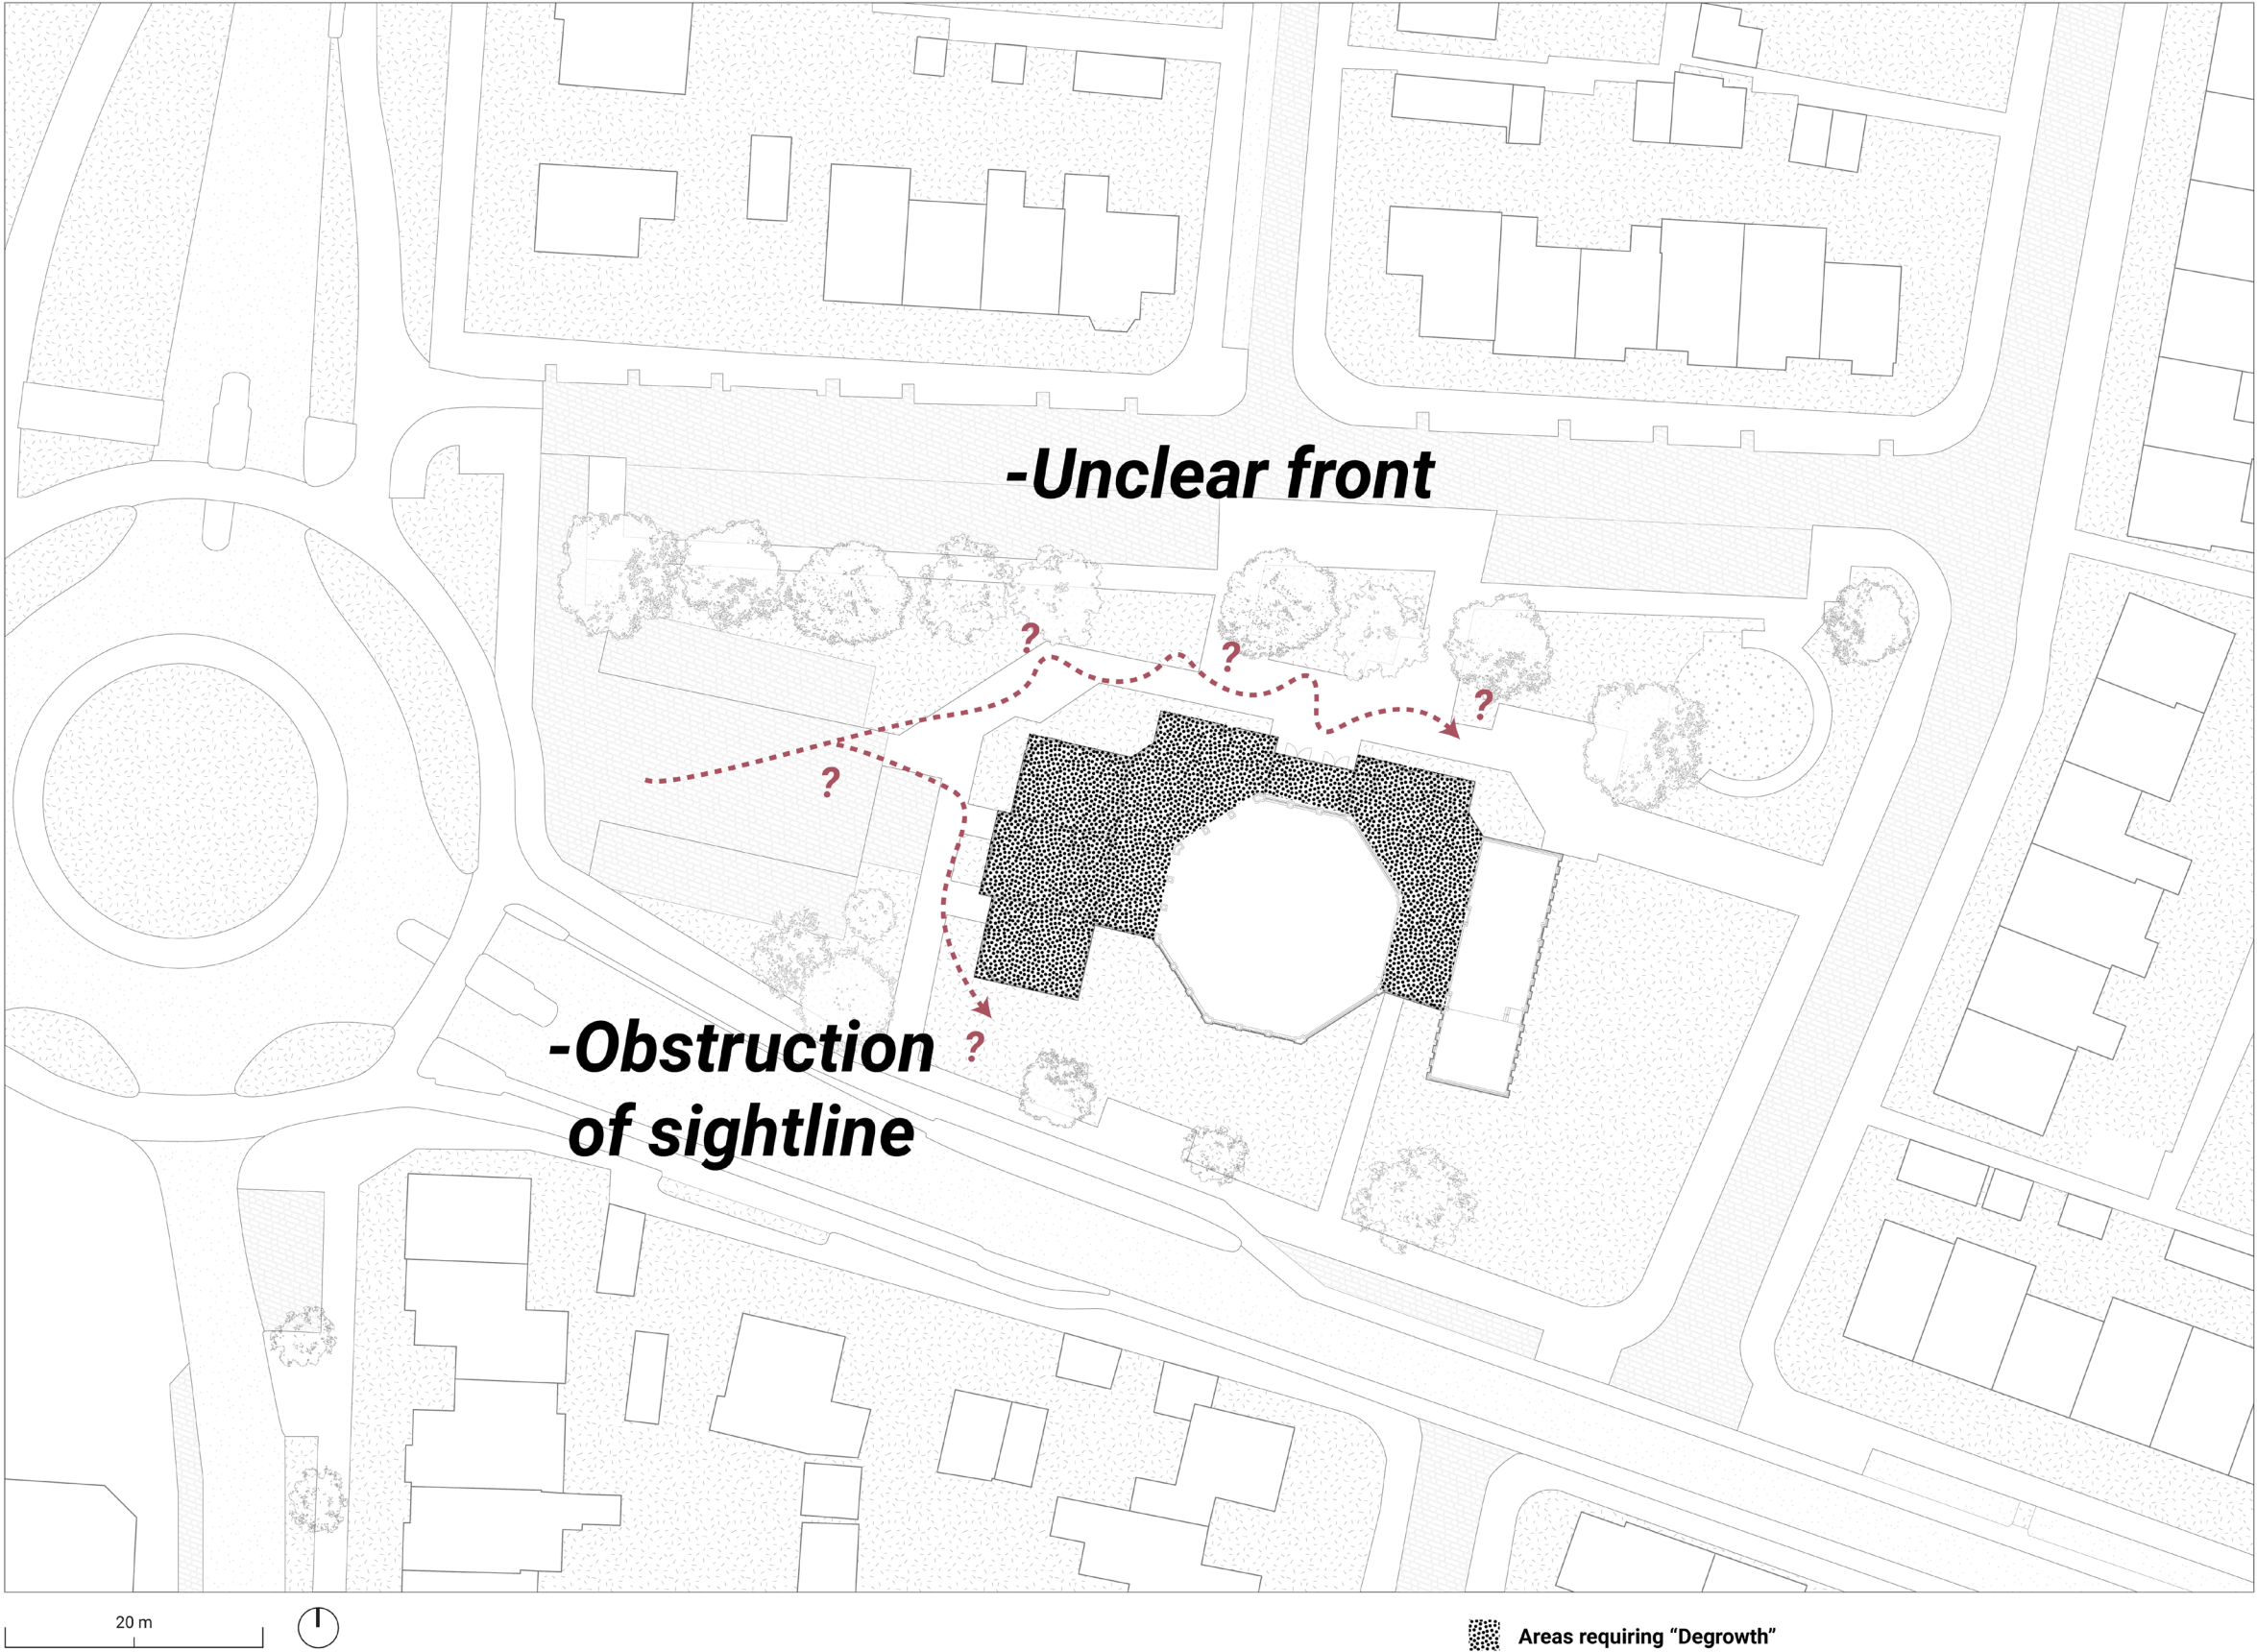 -Unclear front
?
?
?
?
-Obstruction
of sightline
?
20 m
Areas requiring “Degrowth”